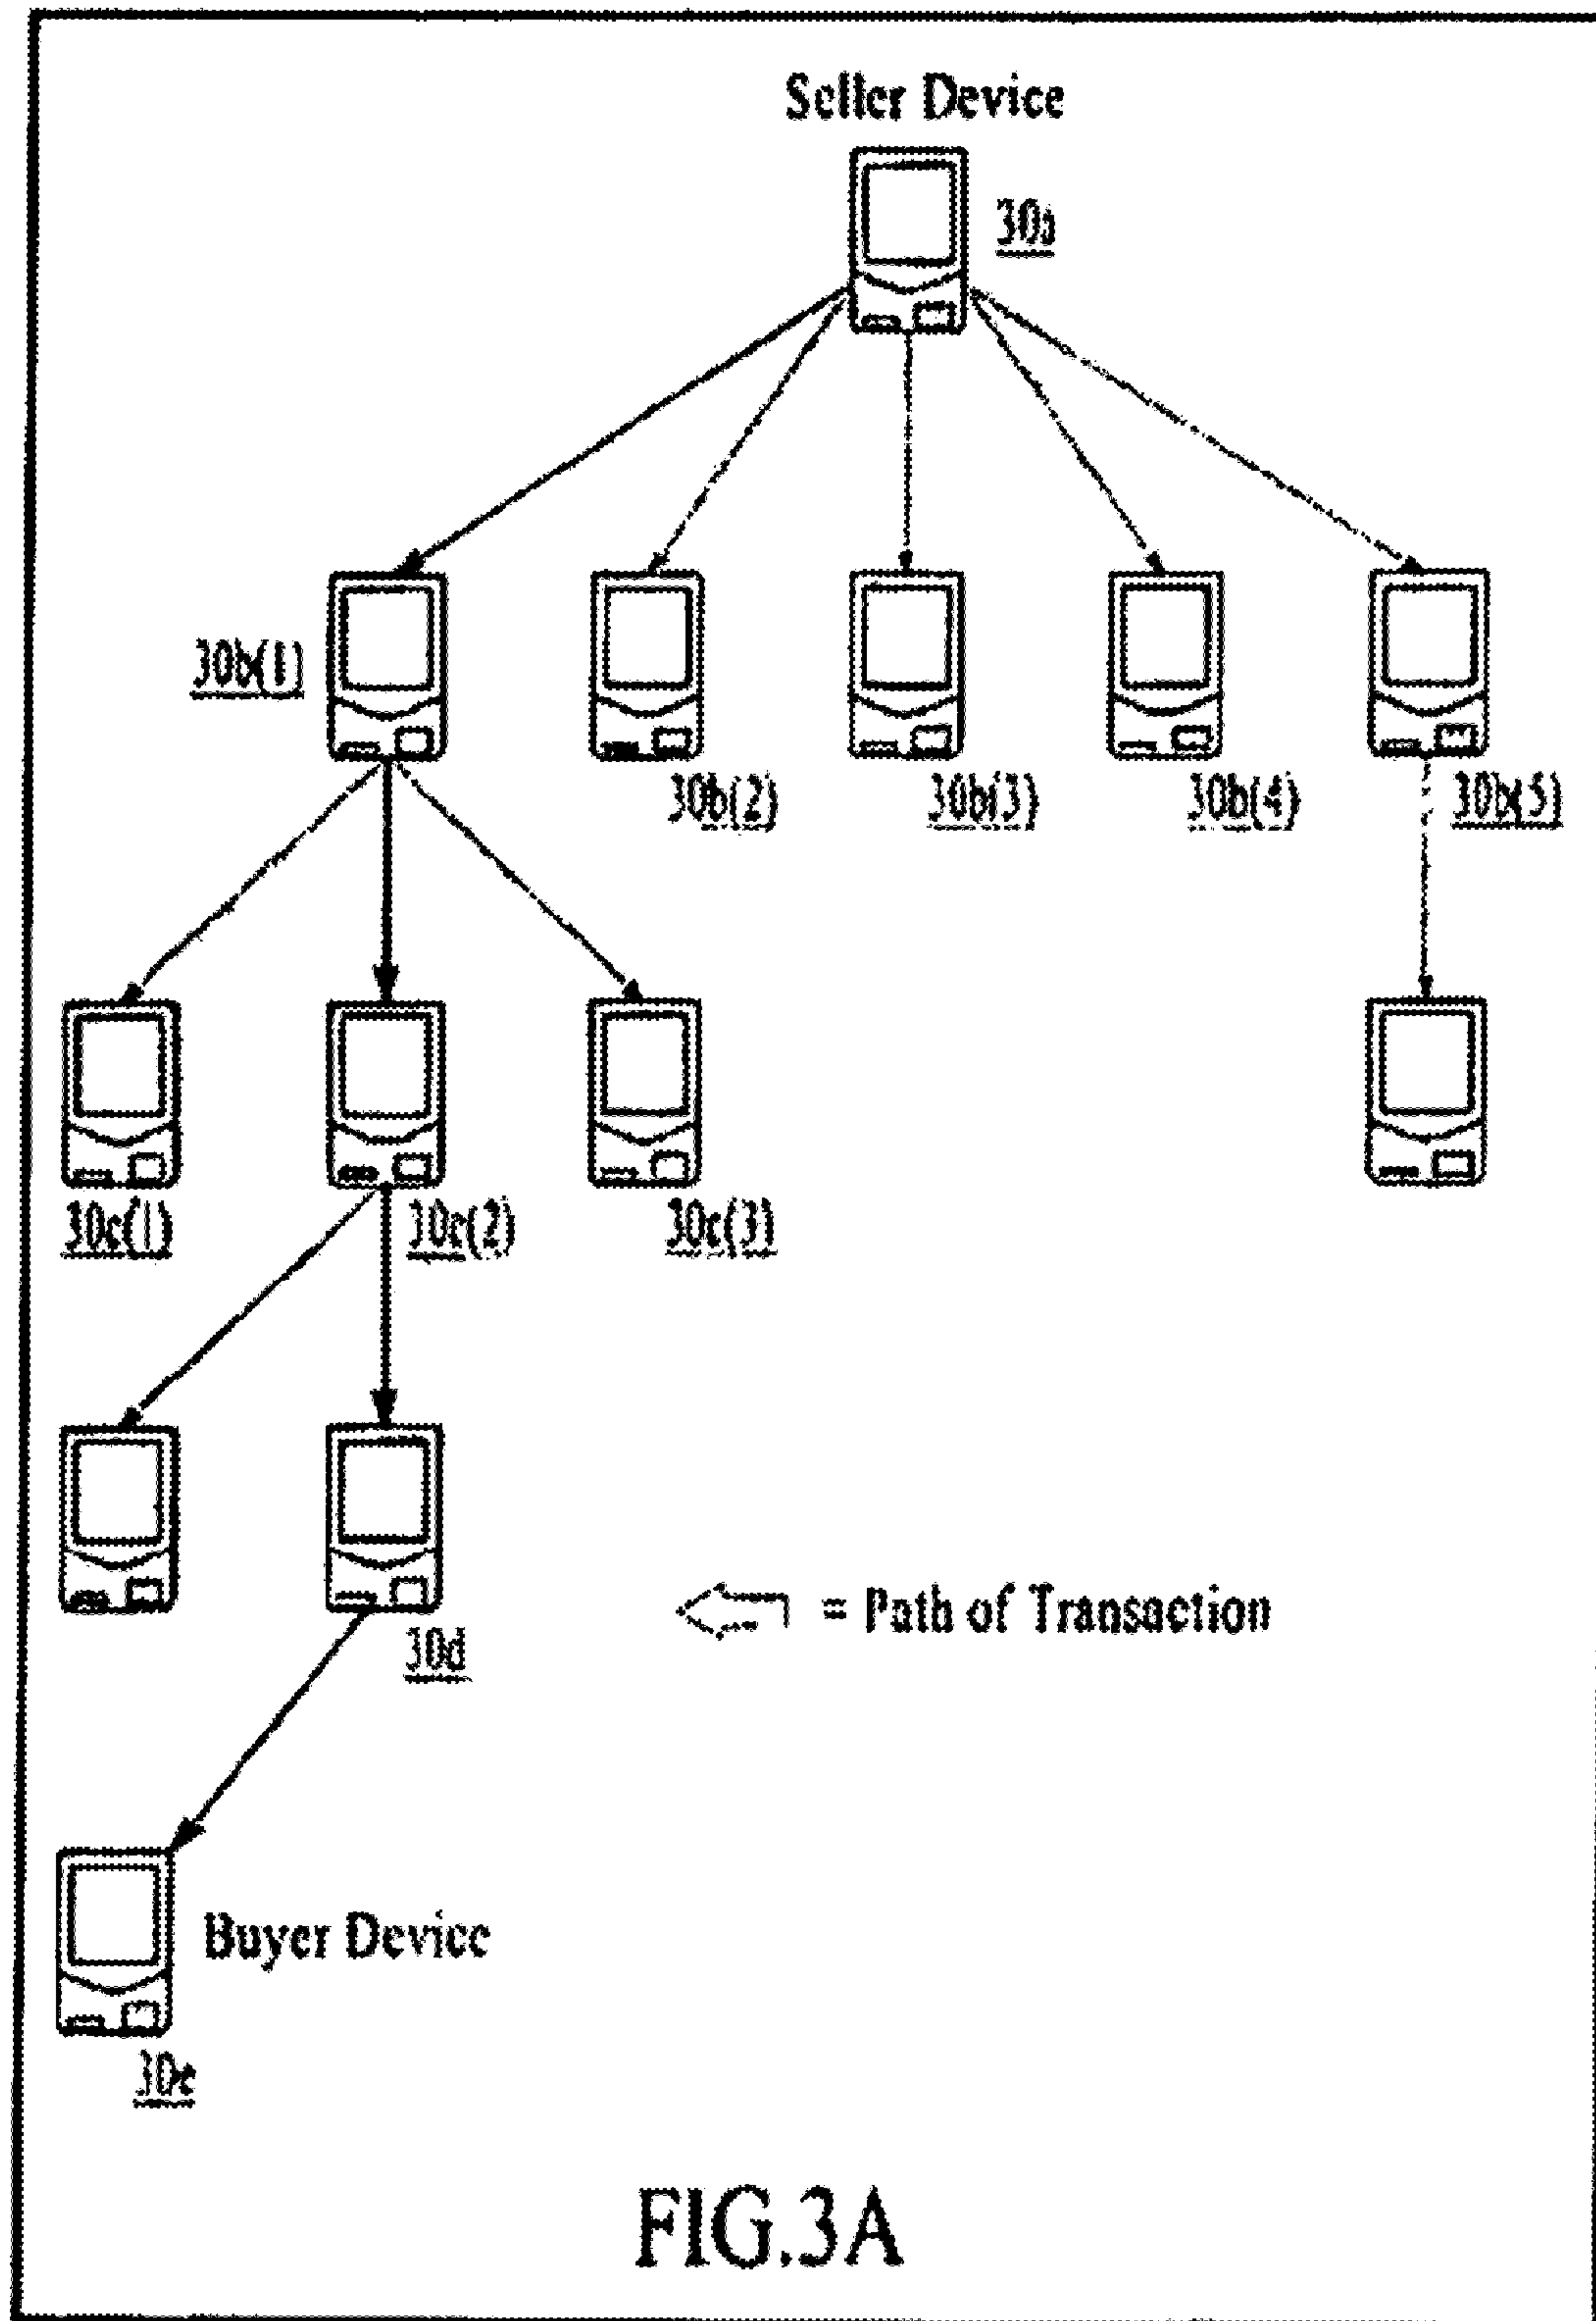 Seller Device
30a
30b(1)
30b(2)
30b(3)
30b(4)
30b(5)
30c(1)
30c(2)
30c(3)
= Path of Transaction
30d
Buyer Device
30e
FIG.3A